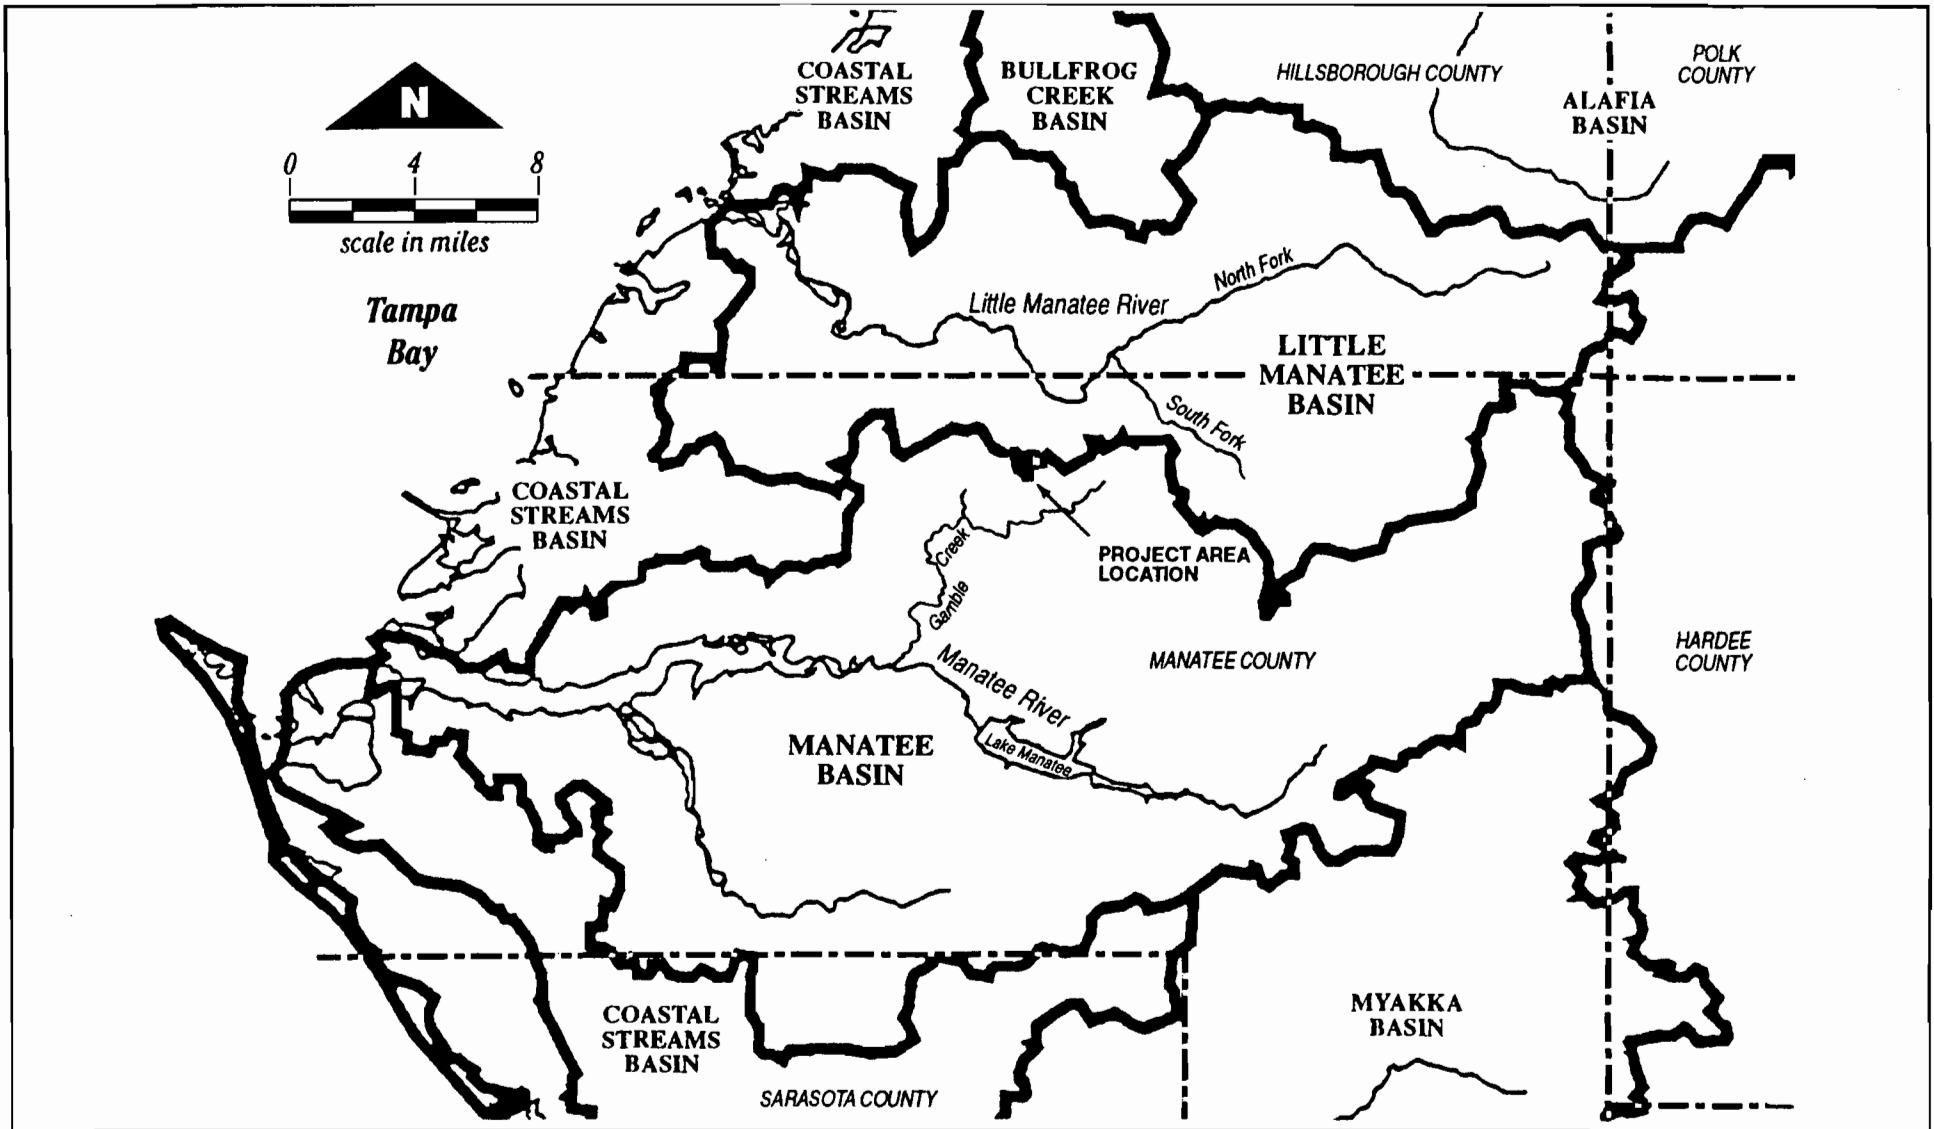 COASTAL
STREAMS
BASIN
BULLFROG
CREEK
BASIN
HILLSBOROUGH COUNTY
POLK
COUNTY
ALAFIA
BASIN
N
0 4 8
scale in miles
Tampa
Bay
North Fork
Little Manatee River
LITTLE
MANATEE
BASIN
South Fork
COASTAL
STREAMS
BASIN
Creek
Gamble
PROJECT AREA
LOCATION
HARDEE
COUNTY
MANATEE COUNTY
Manatee River
Lake Manatee
MANATEE
BASIN
COASTAL
STREAMS
BASIN
MYAKKA
BASIN
SARASOTA COUNTY